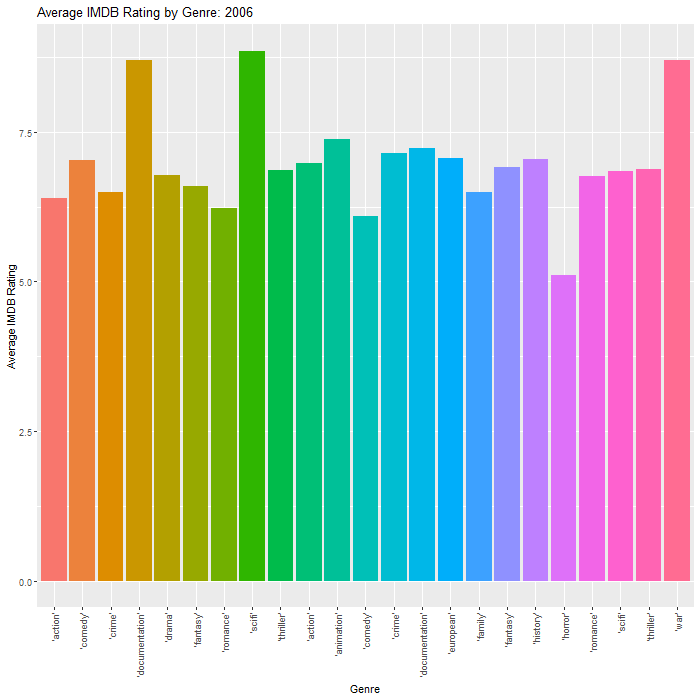 Average IMDB Rating by Genre: 2006
Average IMDB Rating
7.5
5.0
2.5
0.0
'action'
'comedy'
'crime'
'documentation'
'drama'
'fantasy'
'romance'
'scifi'
'thriller'
'action'
'animation'
'comedy'
'crime'
'documentation'
'european'
'family'
'fantasy'
'history'
'horror'
'romance'
'scifi'
'thriller'
'war'
Genre